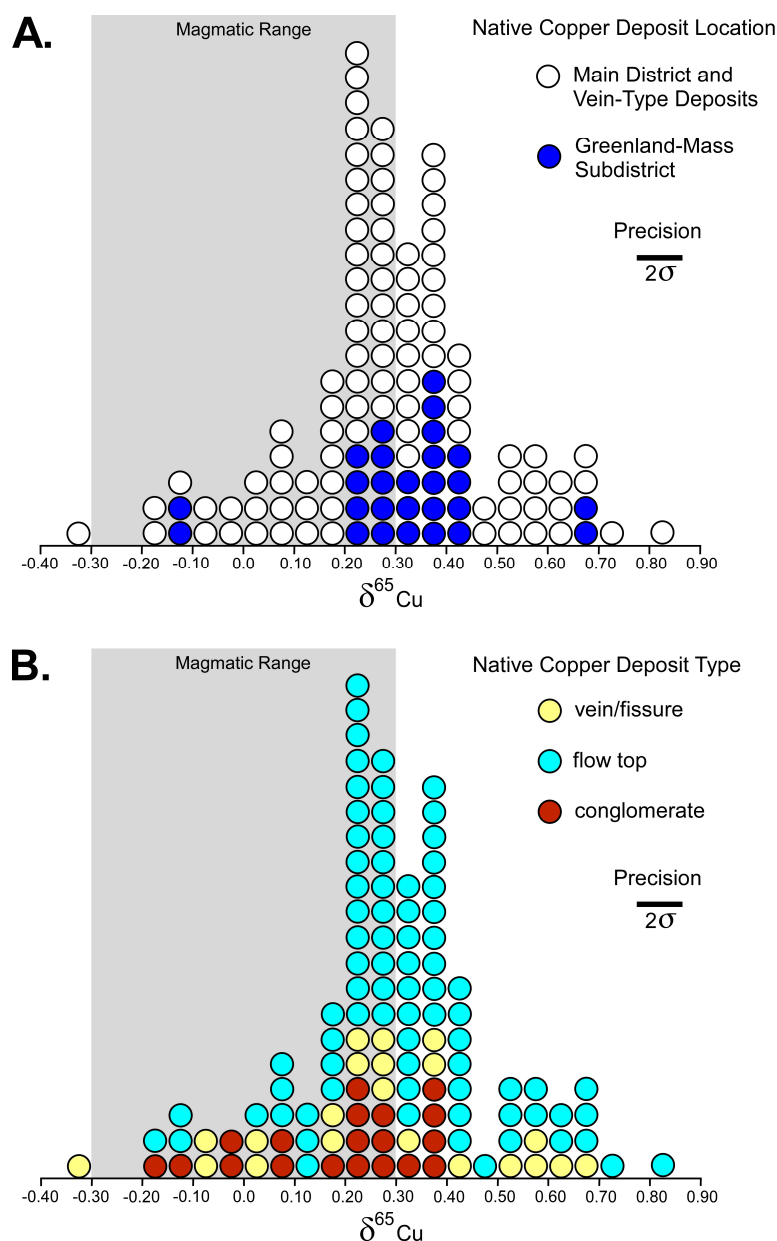 A.
Magmatic Range
Native Copper Deposit Location
Main District and
Vein-Type Deposits
Greenland-Mass
Subdistrict
Precision
2σ
-0.40 -0.30 -0.20 -0.10 0.0 0.10 0.20 0.30 0.40 0.50 0.60 0.70 0.80 0.90
δ65Cu
B.
Magmatic Range
Native Copper Deposit Type
vein/fissure
flow top
conglomerate
Precision
2σ
-0.40 -0.30 -0.20 -0.10 0.0 0.10 0.20 0.30 0.40 0.50 0.60 0.70 0.80 0.90
δ65Cu